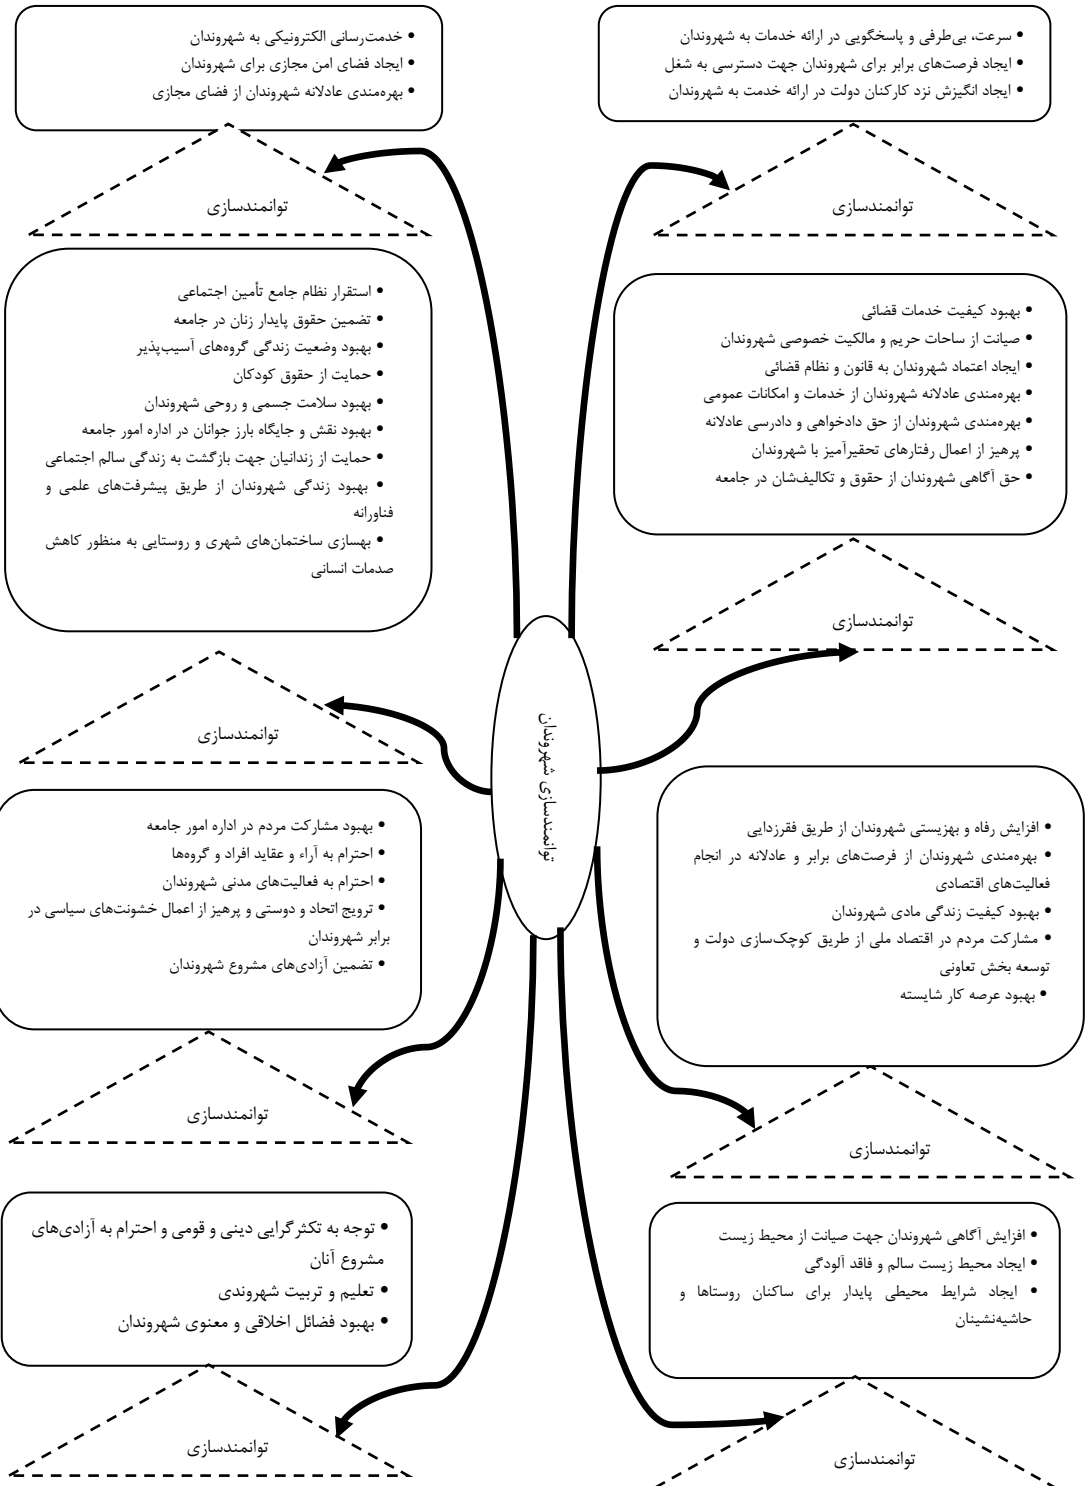 • سرعت، بی‌طرفی و پاسخگویی در ارائه خدمات به شهروندان
• ایجاد فرصت‌های برابر برای شهروندان جهت دسترسی به شغل
• ایجاد انگیزش نزد کارکنان دولت در ارائه خدمت به شهروندان
توانمندسازی
• خدمت‌رسانی الکترونیکی به شهروندان
• ایجاد فضای امن مجازی برای شهروندان
• بهره‌مندی عادلانه شهروندان از فضای مجازی
توانمندسازی
• بهبود کیفیت خدمات قضائی
• صیانت از ساحات حریم و مالکیت خصوصی شهروندان
• ایجاد اعتماد شهروندان به قانون و نظام قضائی
• بهره‌مندی عادلانه شهروندان از خدمات و امکانات عمومی
• بهره‌مندی شهروندان از حق دادخواهی و دادرسی عادلانه
• پرهیز از اعمال رفتارهای تحقیرآمیز با شهروندان
• حق آگاهی شهروندان از حقوق و تکالیف‌شان در جامعه
توانمندسازی
• استقرار نظام جامع تأمین اجتماعی
• تضمین حقوق پایدار زنان در جامعه
• بهبود وضعیت زندگی گروه‌های آسیب‌پذیر
• حمایت از حقوق کودکان
• بهبود سلامت جسمی و روحی شهروندان
• بهبود نقش و جایگاه بارز جوانان در اداره امور جامعه
• حمایت از زندانیان جهت بازگشت به زندگی سالم اجتماعی
• بهبود زندگی شهروندان از طریق پیشرفت‌های علمی و
فناورانه
• بهسازی ساختمان‌های شهری و روستایی به منظور کاهش
صدمات انسانی
توانمندسازی
توانمندسازی شهروندان
• افزایش رفاه و بهزیستی شهروندان از طریق فقرزدایی
• بهره‌مندی شهروندان از فرصت‌های برابر و عادلانه در انجام
فعالیت‌های اقتصادی
• بهبود کیفیت زندگی مادی شهروندان
• مشارکت مردم در اقتصاد ملی از طریق کوچک‌سازی دولت و
توسعه بخش تعاونی
• بهبود عرصه کار شایسته
توانمندسازی
• بهبود مشارکت مردم در اداره امور جامعه
• احترام به آراء و عقاید افراد و گروه‌ها
• احترام به فعالیت‌های مدنی شهروندان
• ترویج اتحاد و دوستی و پرهیز از اعمال خشونت‌های سیاسی در
برابر شهروندان
• تضمین آزادی‌های مشروع شهروندان
توانمندسازی
• افزایش آگاهی شهروندان جهت صیانت از محیط زیست
• ایجاد محیط زیست سالم و فاقد آلودگی
• ایجاد شرایط محیطی پایدار برای ساکنان روستاها و
حاشیه‌نشینان
توانمندسازی
• توجه به تکثرگرایی دینی و قومی و احترام به آزادی‌های
مشروع آنان
• تعلیم و تربیت شهروندی
• بهبود فضائل اخلاقی و معنوی شهروندان
توانمندسازی